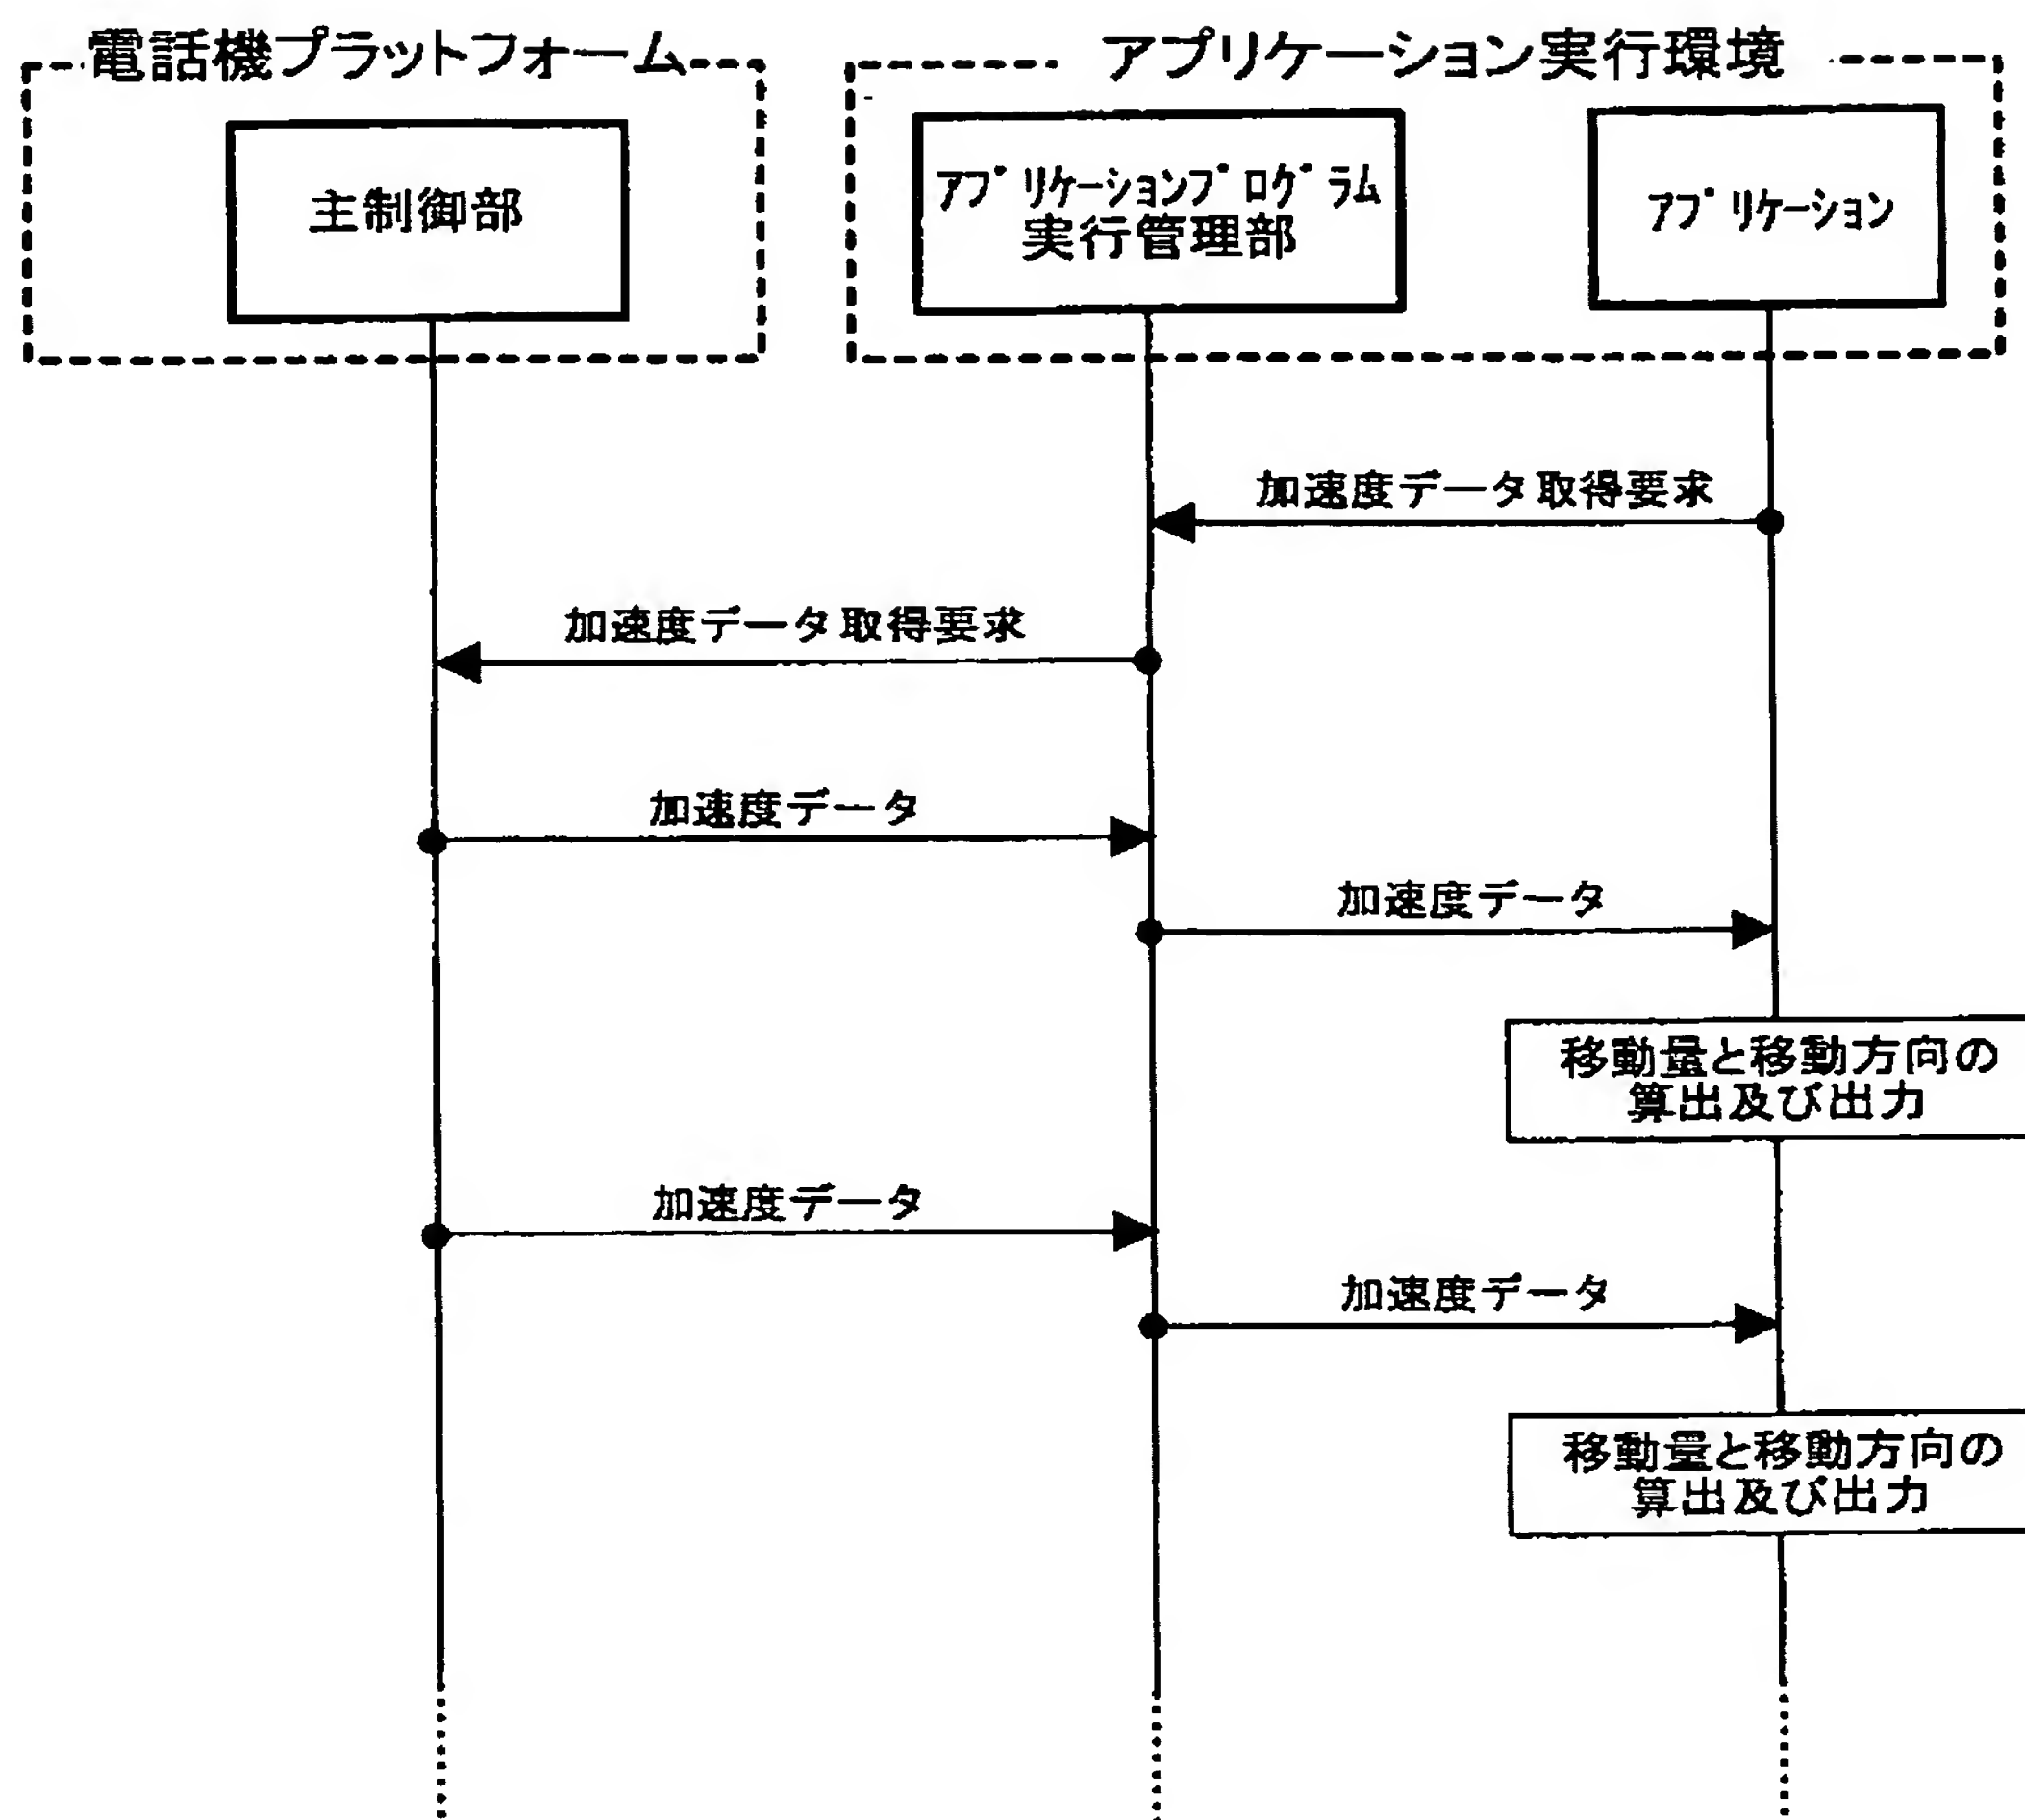 電話機プラットフォーム
アプリケーション実行環境
主制御部
ｱﾌﾟﾘｹｰｼｮﾝﾌﾟﾛｸﾞﾗﾑ
実行管理部
ｱﾌﾟﾘｹｰｼｮﾝ
加速度データ取得要求
加速度データ取得要求
加速度データ
加速度データ
移動量と移動方向の
算出及び出力
加速度データ
加速度データ
移動量と移動方向の
算出及び出力